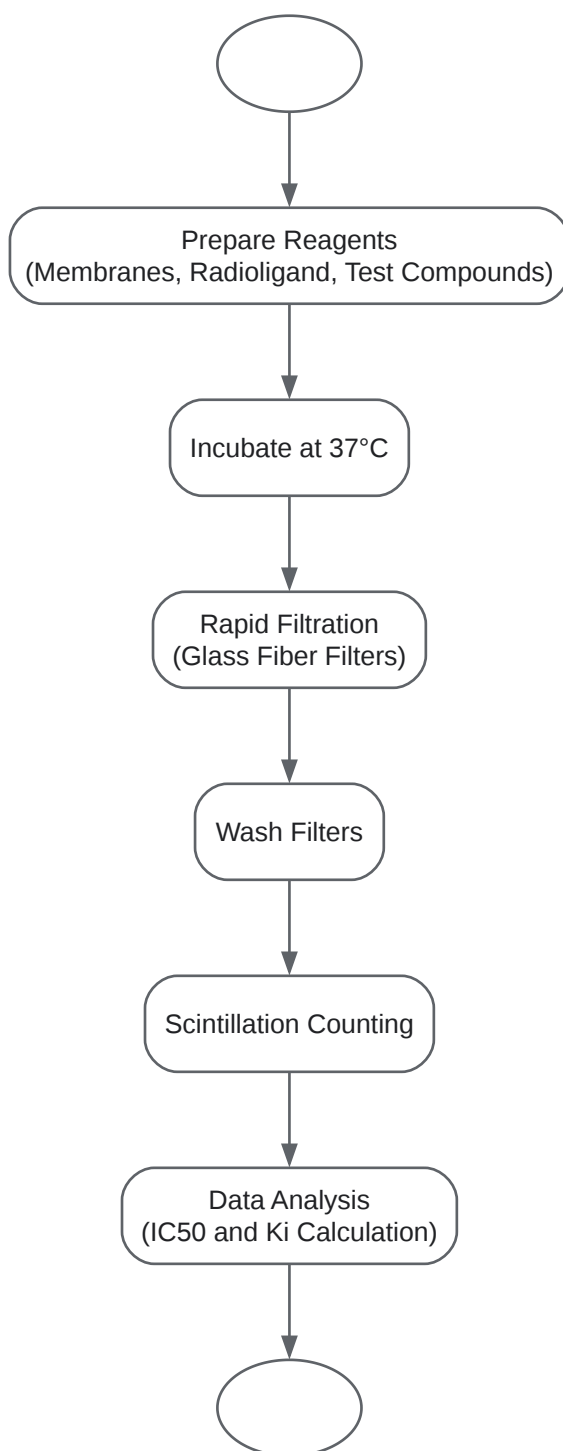 Prepare Reagents
(Membranes, Radioligand, Test Compounds)
Incubate at 37°C
Rapid Filtration
(Glass Fiber Filters)
Wash Filters
Scintillation Counting
Data Analysis
(IC50 and Ki Calculation)